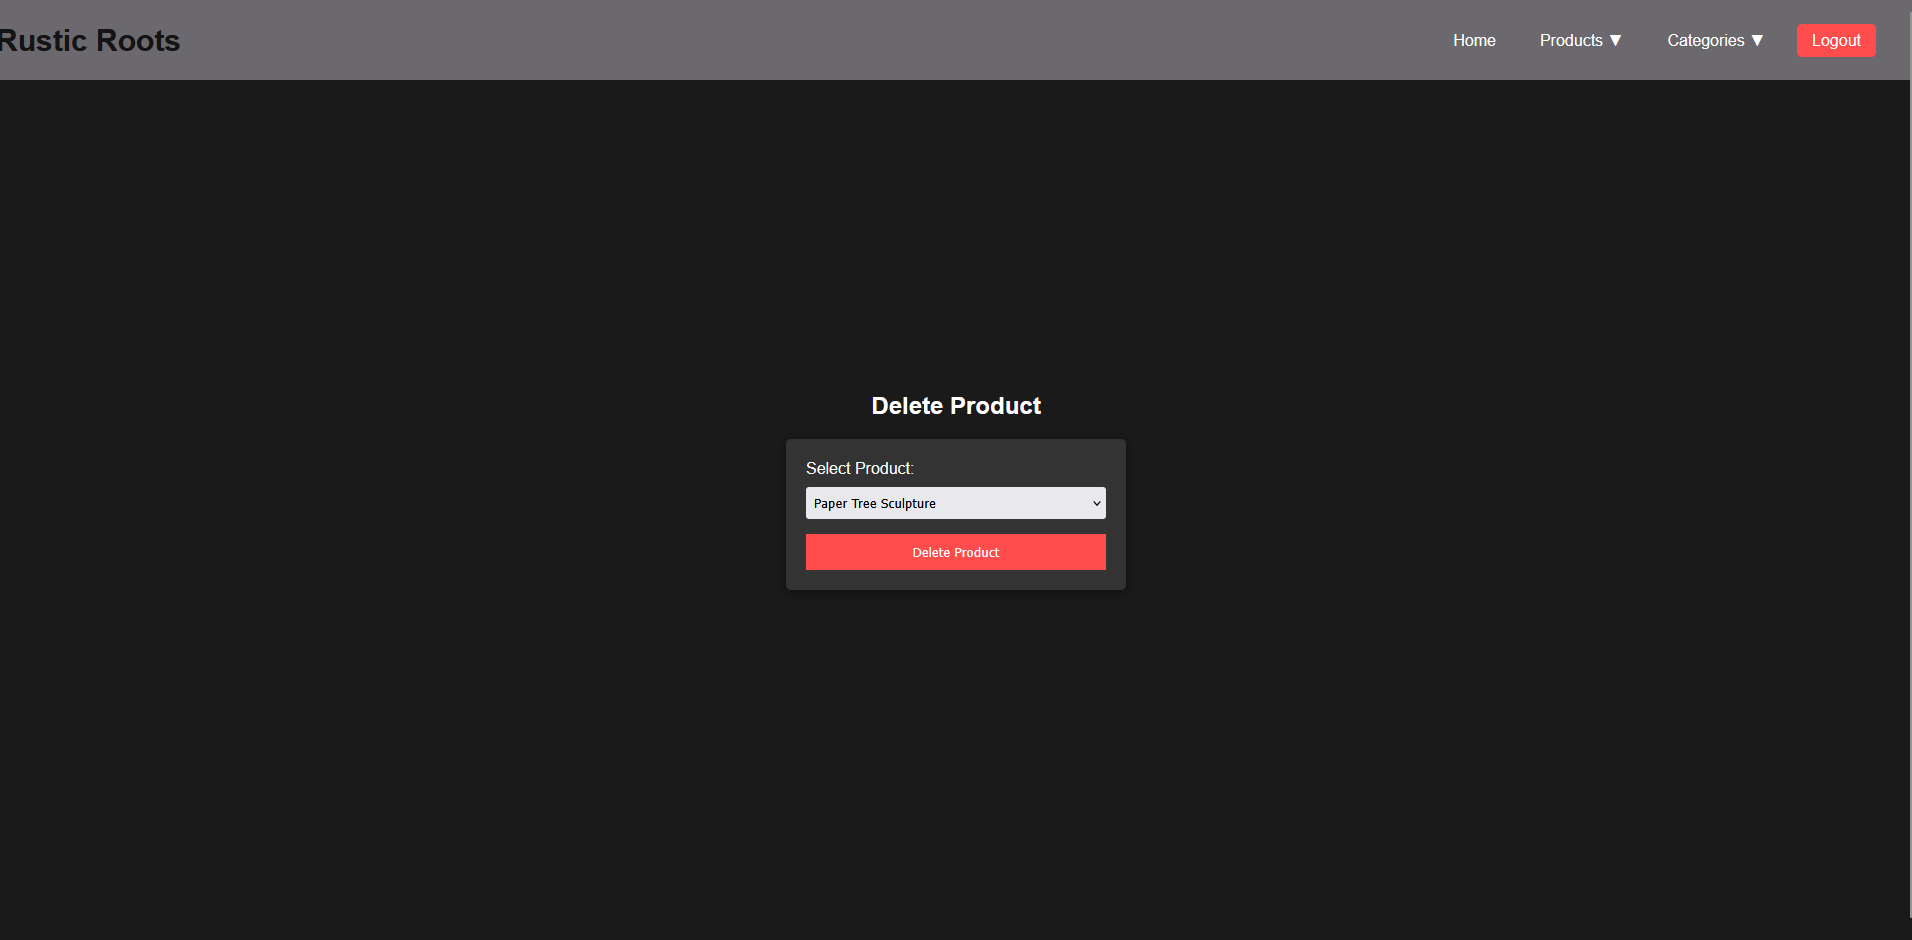 Rustic Roots
Home
Products ▼
Categories ▼
Logout
Delete Product
Select Product:
Paper Tree Sculpture
Delete Product